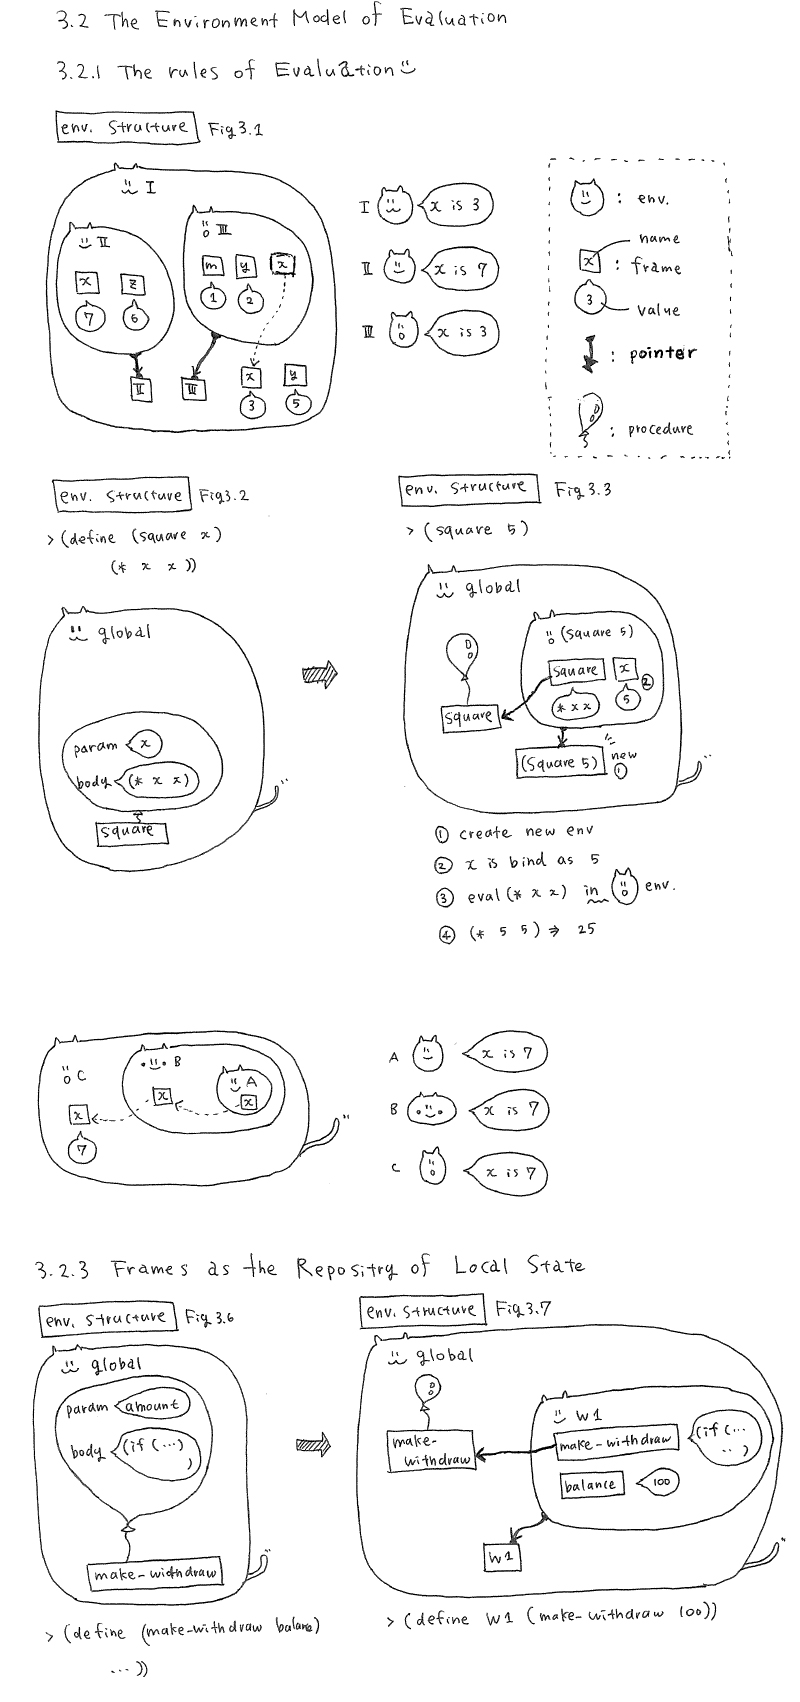 3.2 The Environment Model of Evaluation
3.2.1 The rules of Evaluation
env. structure Fig 3.1
I
II
x z
7 6
III
m y x
1 2
II III x y
3 5
I x is 3
II x is 7
III x is 3
: env.
name
x : frame
3 value
: pointer
: procedure
env. structure Fig 3.2
> (define (square x)
(* x x))
global
param x
body (* x x)
square
env. structure Fig 3.3
> (square 5)
global
(square 5)
square x ②
* x x 5
square
(square 5) new
①
① create new env
② x is bind as 5
③ eval (* x x) in env.
④ (* 5 5) ⇒ 25
C
x
7
B
x
A
x
A x is 7
B x is 7
C x is 7
3.2.3 Frames as the Repositry of Local State
env. structure Fig 3.6
global
param amount
body (if (...)
)
make-withdraw
> (define (make-withdraw balane)
...))
env. structure Fig 3.7
global
make-
withdraw
W1
make-withdraw (if (...
.. )
balance 100
W1
> (define W1 (make-withdraw 100))